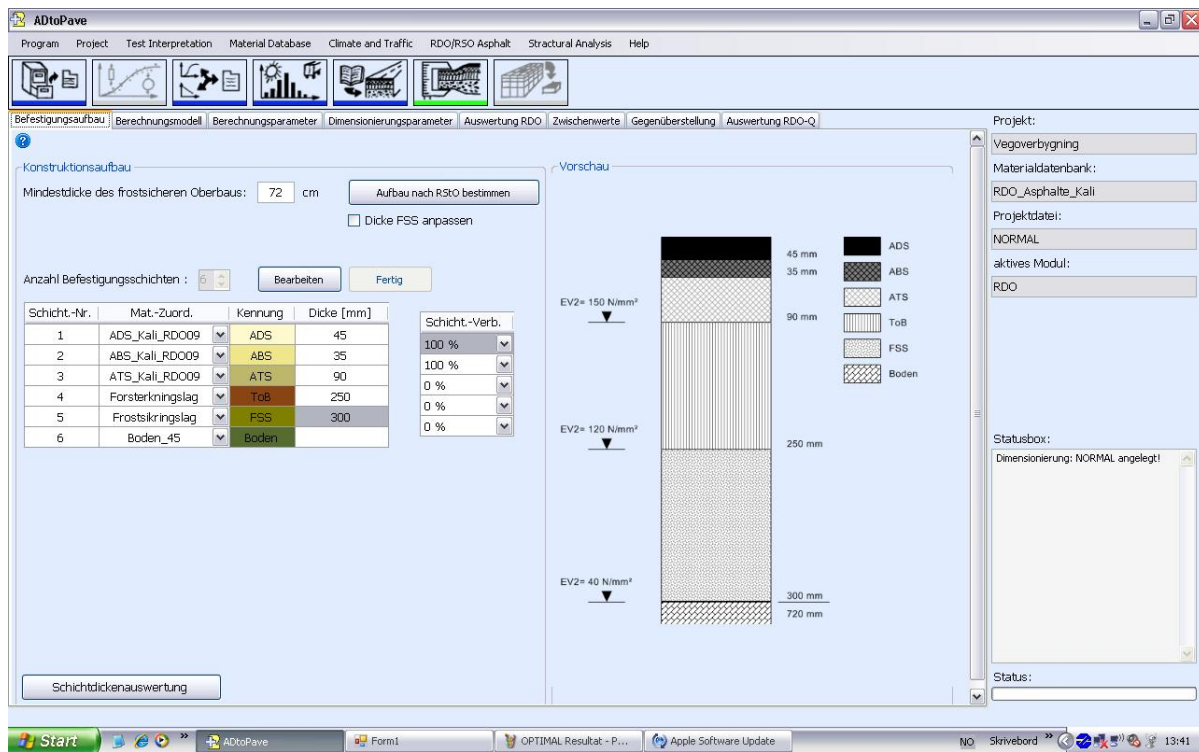 ADtoPave
Program Project Test Interpretation Material Database Climate and Traffic RDO/RSO Asphalt Stractural Analysis Help
Befestigungsaufbau Berechnungsmodell Berechnungsparameter Dimensionierungsparameter Auswertung RDO Zwischenwerte Gegenüberstellung Auswertung RDO-Q
Konstruktionsaufbau
Mindestdicke des frostsicheren Oberbaus: 72 cm
Aufbau nach RStO bestimmen
Dicke FSS anpassen
Anzahl Befestigungsschichten : 6
Bearbeiten
Fertig
Schicht.-Nr. Mat.-Zuord. Kennung Dicke [mm]
1 ADS_Kali_RDO09 ADS 45
2 ABS_Kali_RDO09 ABS 35
3 ATS_Kali_RDO09 ATS 90
4 Forsterkningslag ToB 250
5 Frostsikringslag FSS 300
6 Boden_45 Boden
Schicht.-Verb.
100 %
100 %
0 %
0 %
0 %
Schichtdickenauswertung
Vorschau
45 mm
35 mm
EV2= 150 N/mm²
90 mm
EV2= 120 N/mm²
250 mm
EV2= 40 N/mm²
300 mm
720 mm
ADS
ABS
ATS
ToB
FSS
Boden
Projekt:
Vegoverbygning
Materialdatenbank:
RDO_Asphalte_Kali
Projektdatei:
NORMAL
aktives Modul:
RDO
Statusbox:
Dimensionierung: NORMAL angelegt!
Status:
Start
ADtoPave
Form1
OPTIMAL Resultat - P...
Apple Software Update
NO
Skrivebord
13:41